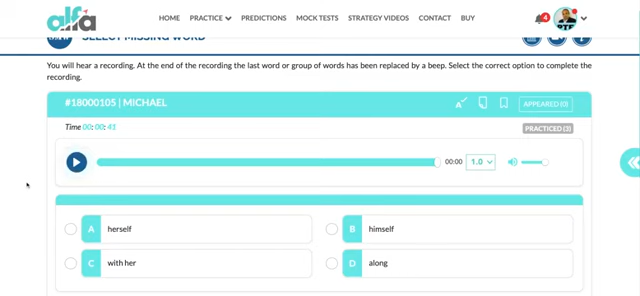 alfa
HOME PRACTICE PREDICTIONS MOCK TESTS STRATEGY VIDEOS CONTACT BUY
4
SELECT MISSING WORD
You will hear a recording. At the end of the recording the last word or group of words has been replaced by a beep. Select the correct option to complete the
recording.
#18000105 | MICHAEL
APPEARED (0)
Time 00: 00: 43
PRACTICED (3)
00:00 1.0
A herself
B himself
C with her
D along